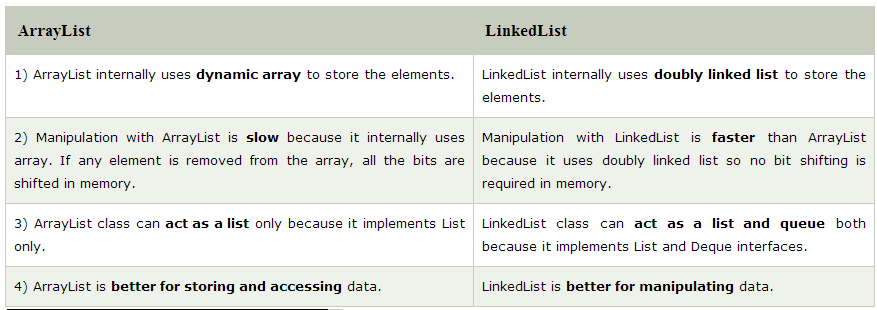 ArrayList
LinkedList
1) ArrayList internally uses dynamic array to store the elements.
LinkedList internally uses doubly linked list to store the
elements.
2) Manipulation with ArrayList is slow because it internally uses
array. If any element is removed from the array, all the bits are
shifted in memory.
Manipulation with LinkedList is faster than ArrayList
because it uses doubly linked list so no bit shifting is
required in memory.
3) ArrayList class can act as a list only because it implements List
only.
LinkedList class can act as a list and queue both
because it implements List and Deque interfaces.
4) ArrayList is better for storing and accessing data.
LinkedList is better for manipulating data.